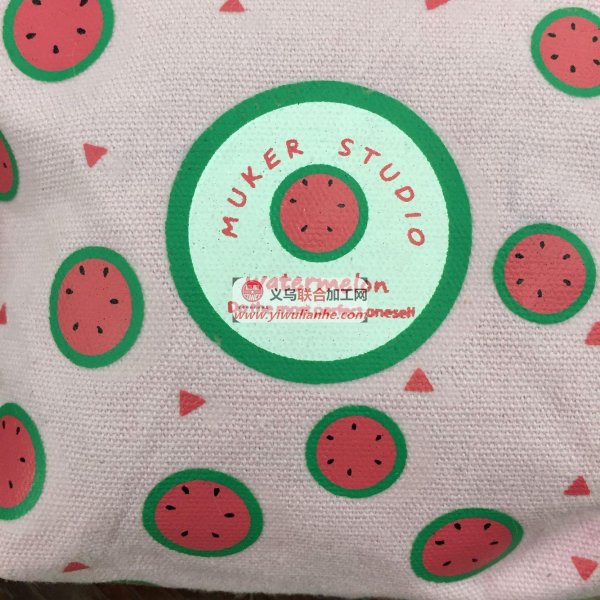 MUKER STUDIO
watermelon
义乌联合加工网
oneself
www.yiwulianhe.com